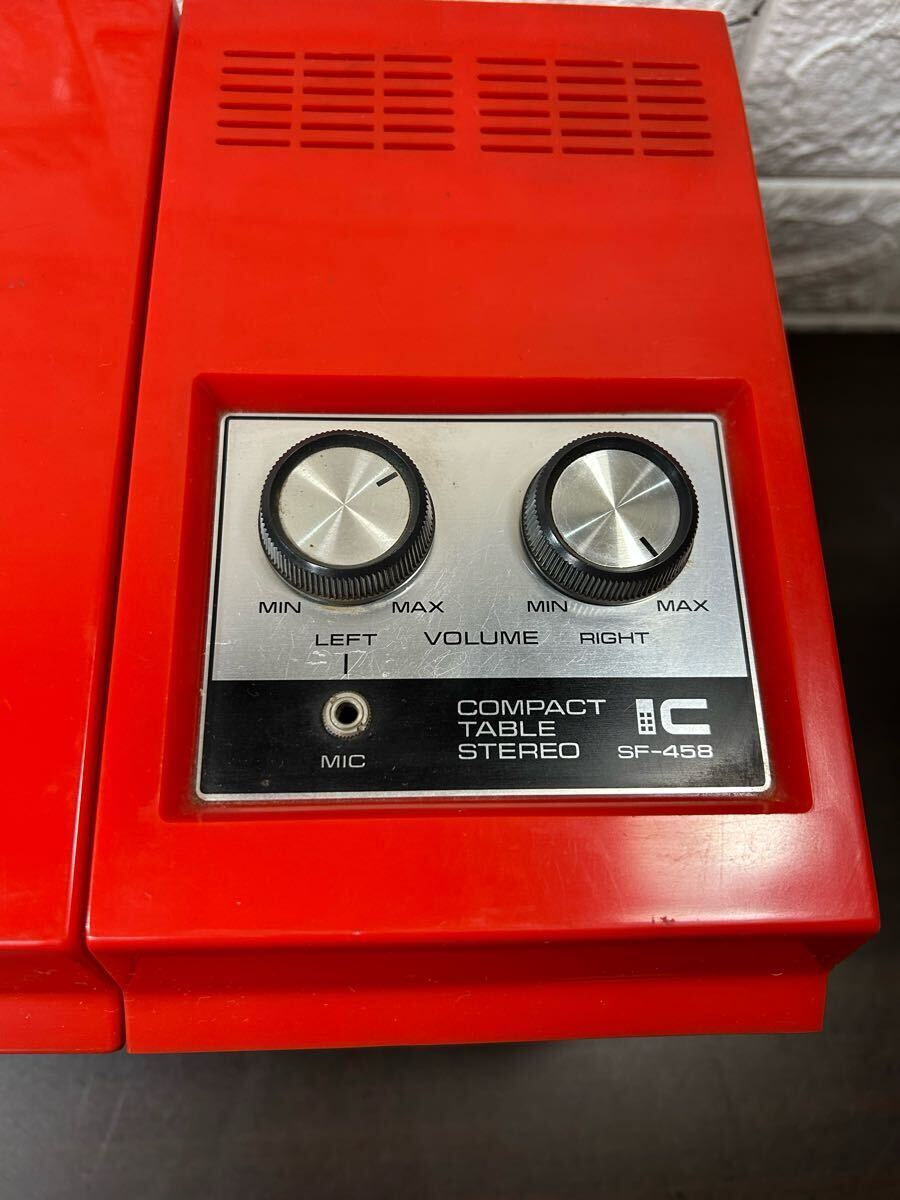 MIN MAX MIN MAX
LEFT VOLUME RIGHT
MIC
COMPACT
TABLE
STEREO
IC
SF-458